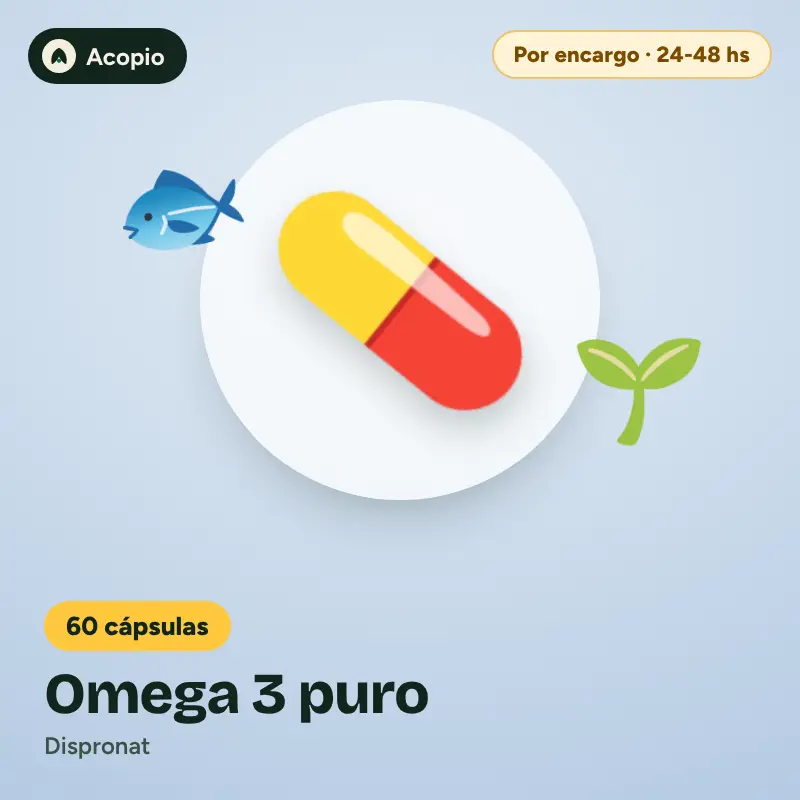 Acopio
Por encargo · 24-48 hs
60 cápsulas
Omega 3 puro
Dispronat